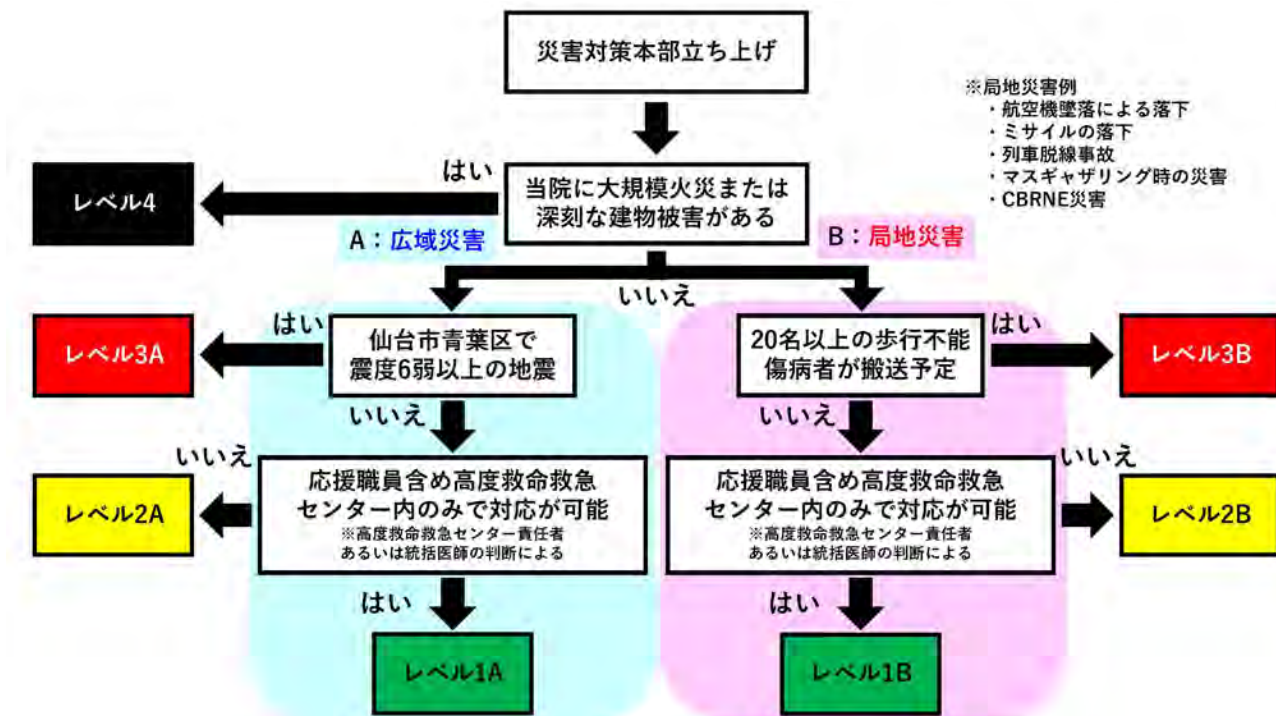 災害対策本部立ち上げ
※局地災害例
・航空機墜落による落下
・ミサイルの落下
・列車脱線事故
・マスギャザリング時の災害
・CBRNE災害
はい
レベル4
当院に大規模火災または
深刻な建物被害がある
A:広域災害
B:局地災害
いいえ
はい
レベル3A
仙台市青葉区で
震度6弱以上の地震
20名以上の歩行不能
傷病者が搬送予定
はい
レベル3B
いいえ
いいえ
いいえ
レベル2A
応援職員含め高度救命救急
センター内のみで対応が可能
※高度救命救急センター責任者
あるいは統括医師の判断による
応援職員含め高度救命救急
センター内のみで対応が可能
※高度救命救急センター責任者
あるいは統括医師の判断による
いいえ
レベル2B
はい
はい
レベル1A
レベル1B